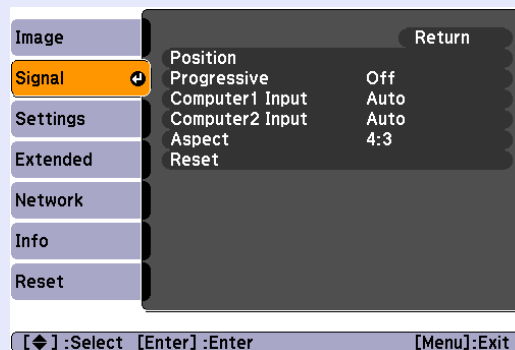 Image
Signal
Settings
Extended
Network
Info
Reset
Return
Position
Progressive Off
Computer1 Input Auto
Computer2 Input Auto
Aspect 4:3
Reset
[◆] :Select [Enter] :Enter [Menu]:Exit